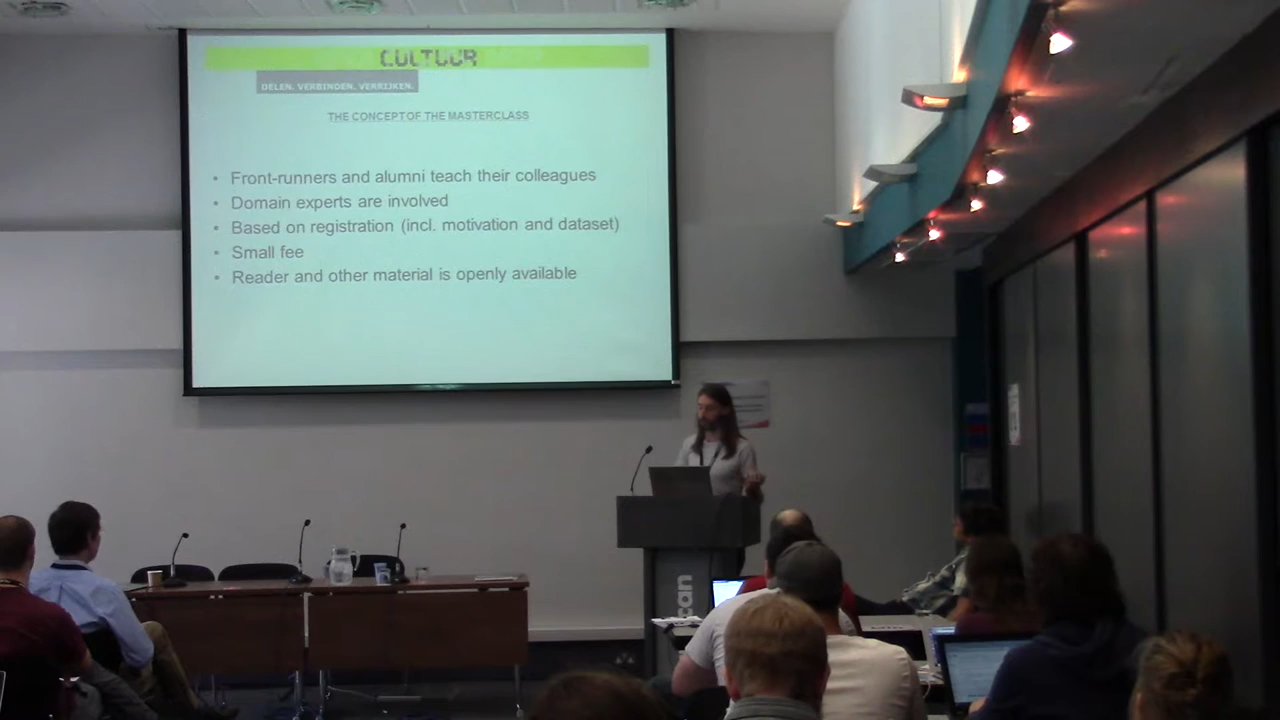 CULTUUR
DELEN. VERBINDEN. VERRIJKEN.
THE CONCEPT OF THE MASTERCLASS
• Front-runners and alumni teach their colleagues
• Domain experts are involved
• Based on registration (incl. motivation and dataset)
• Small fee
• Reader and other material is openly available
can